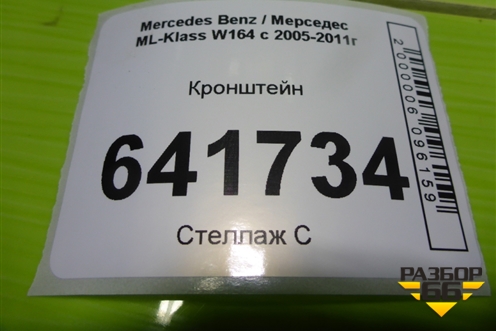 Mercedes Benz / Мерседес
ML-Klass W164 с 2005-2011г
Кронштейн
641734
Стеллаж С
2000006096159
РАЗБОР
66